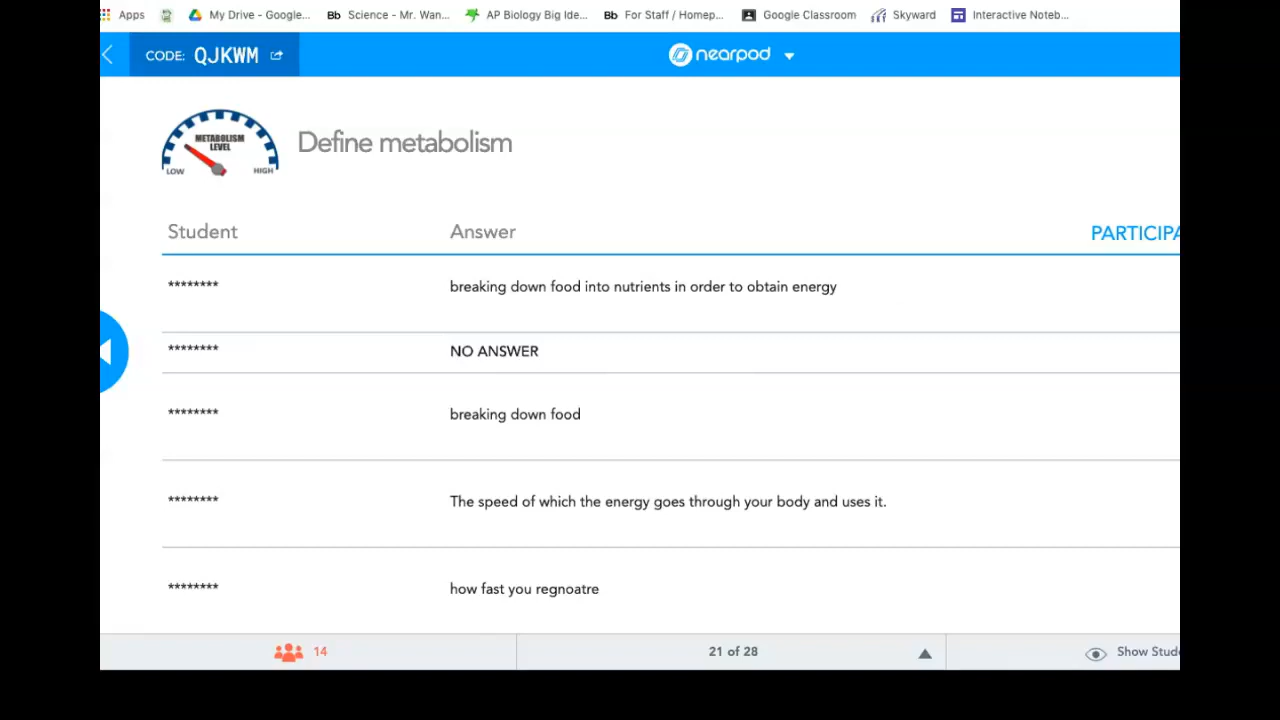 Apps My Drive - Google... Bb Science - Mr. Wan... AP Biology Big Ide... Bb For Staff / Homep... Google Classroom Skyward Interactive Noteb...
CODE: QJKWM nearpod
METABOLISM
LEVEL
LOW HIGH
Define metabolism
Student Answer PARTICIPA
******** breaking down food into nutrients in order to obtain energy
******** NO ANSWER
******** breaking down food
******** The speed of which the energy goes through your body and uses it.
******** how fast you regnoatre
14 21 of 28 Show Stude